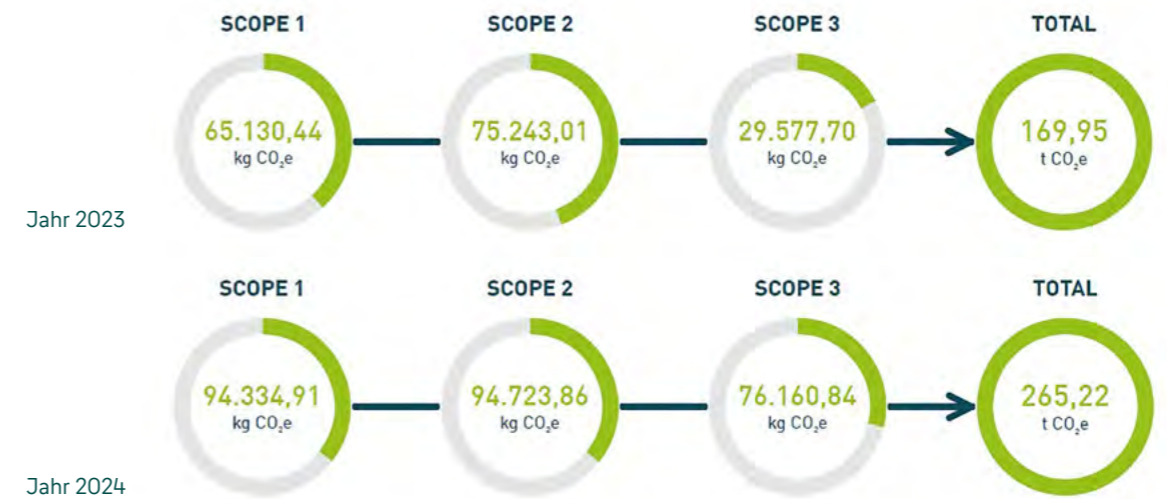 SCOPE 1 SCOPE 2 SCOPE 3 TOTAL
65.130,44 75.243,01 29.577,70 169,95
kg CO₂e kg CO₂e kg CO₂e t CO₂e
Jahr 2023
SCOPE 1 SCOPE 2 SCOPE 3 TOTAL
94.334,91 94.723,86 76.160,84 265,22
kg CO₂e kg CO₂e kg CO₂e t CO₂e
Jahr 2024